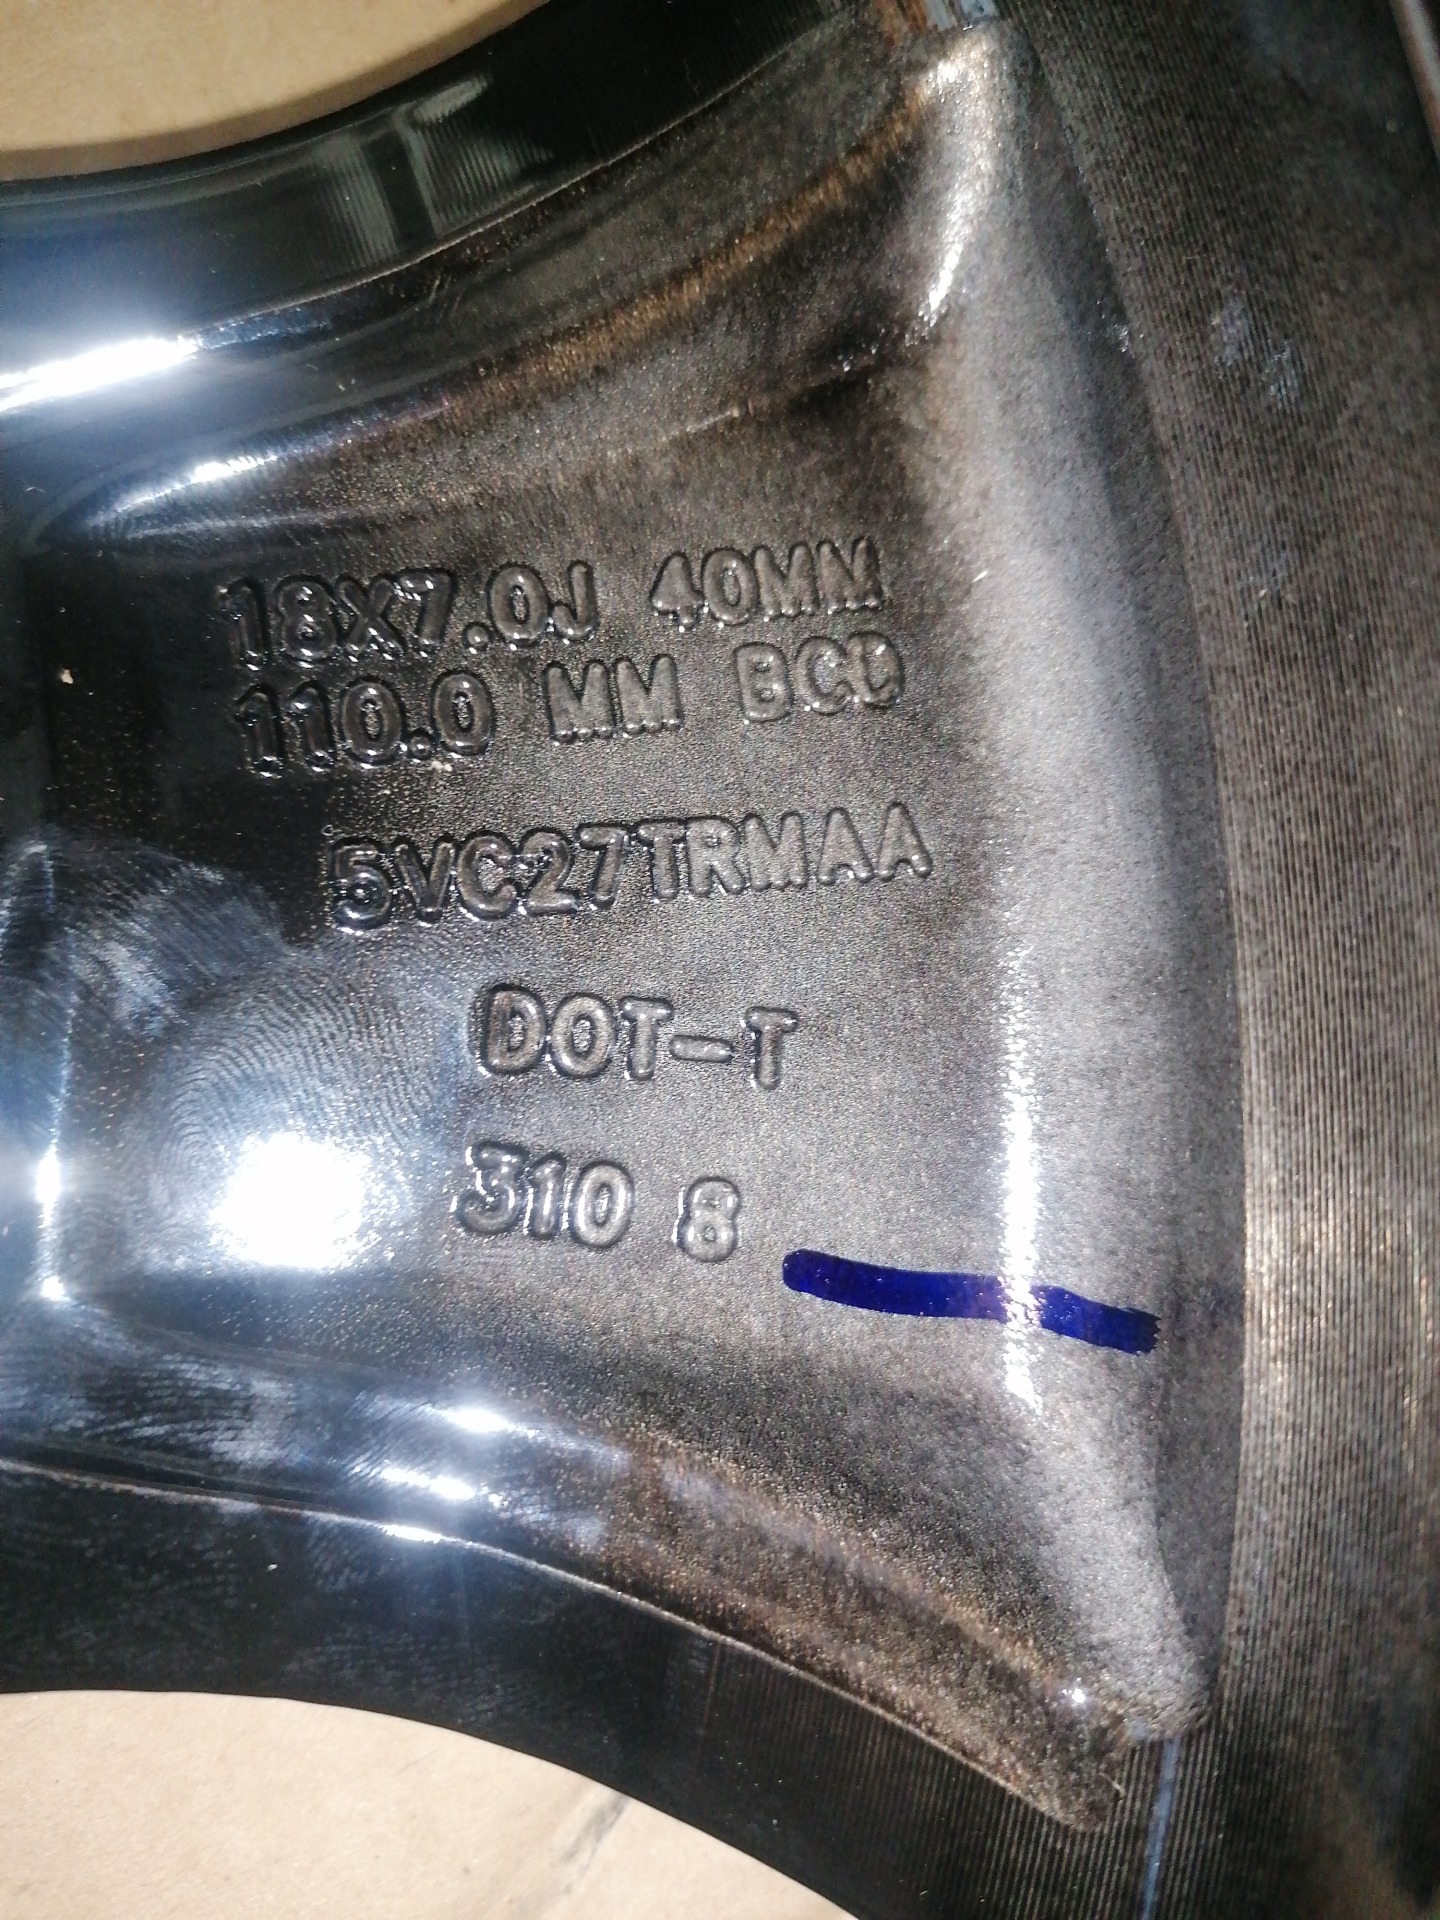 18X7.0J 40MM
110.0 MM BCD
5VC27TRMAA
DOT-T
310 8